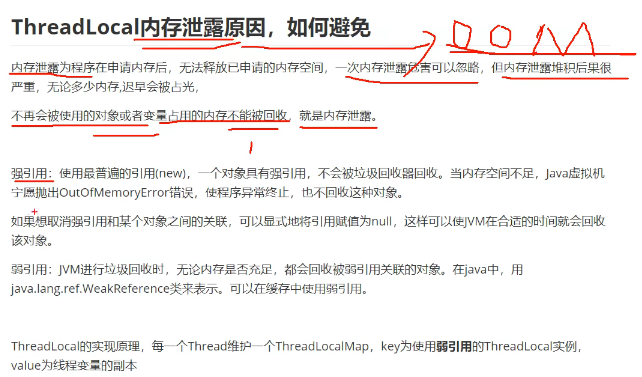 ThreadLocal内存泄露原因，如何避免
OOM
内存泄露为程序在申请内存后，无法释放已申请的内存空间，一次内存泄露危害可以忽略，但内存泄露堆积后果很
严重，无论多少内存,迟早会被占光，
不再会被使用的对象或者变量占用的内存不能被回收，就是内存泄露。
强引用：使用最普遍的引用(new)，一个对象具有强引用，不会被垃圾回收器回收。当内存空间不足，Java虚拟机
宁愿抛出OutOfMemoryError错误，使程序异常终止，也不回收这种对象。
如果想取消强引用和某个对象之间的关联，可以显式地将引用赋值为null，这样可以使JVM在合适的时间就会回收
该对象。
弱引用：JVM进行垃圾回收时，无论内存是否充足，都会回收被弱引用关联的对象。在java中，用
java.lang.ref.WeakReference类来表示。可以在缓存中使用弱引用。
ThreadLocal的实现原理，每一个Thread维护一个ThreadLocalMap，key为使用弱引用的ThreadLocal实例，
value为线程变量的副本